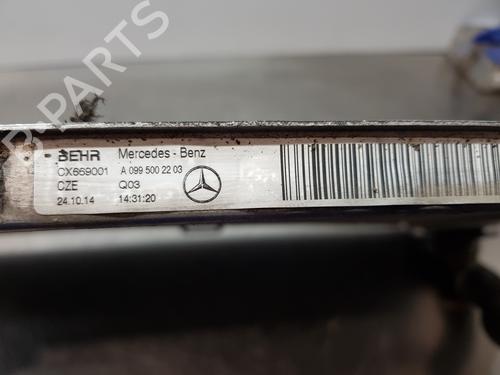 B-PARTS
BEHR Mercedes - Benz
CX669001 A 099 500 22 03
CZE Q03
24.10.14 14:31:20